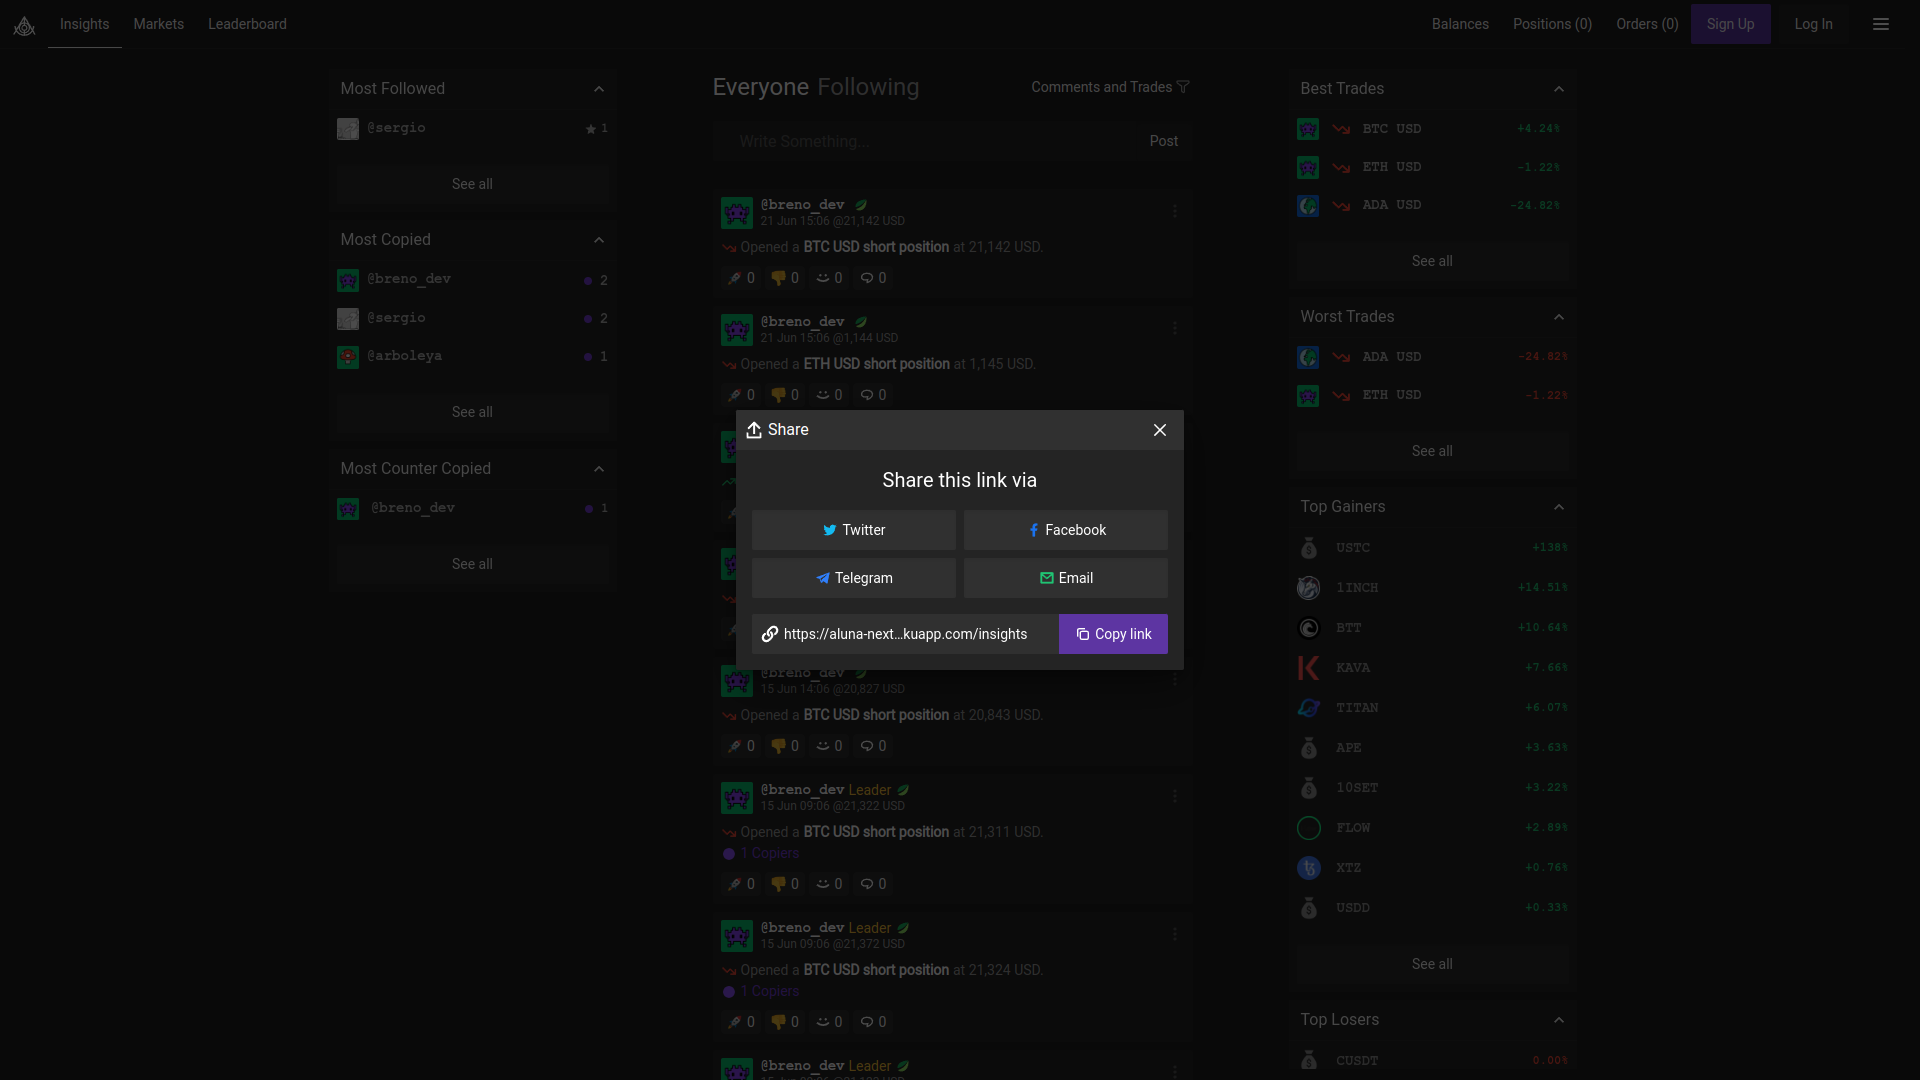 Insights Markets Leaderboard Balances Positions (0) Orders (0) Sign Up Log In
Most Followed
@sergio 1
See all
Most Copied
@breno_dev 2
@sergio 2
@arboleya 1
See all
Most Counter Copied
@breno_dev 1
See all
Everyone Following Comments and Trades
Write Something... Post
@breno_dev
21 Jun 15:06 @21,142 USD
Opened a BTC USD short position at 21,142 USD.
0 0 0 0
@breno_dev
21 Jun 15:06 @1,144 USD
Opened a ETH USD short position at 1,145 USD.
0 0 0 0
Share
Share this link via
Twitter Facebook
Telegram Email
https://aluna-next...kuapp.com/insights Copy link
@breno_dev
15 Jun 14:06 @20,827 USD
Opened a BTC USD short position at 20,843 USD.
0 0 0 0
@breno_dev Leader
15 Jun 09:06 @21,322 USD
Opened a BTC USD short position at 21,311 USD.
1 Copiers
0 0 0 0
@breno_dev Leader
15 Jun 09:06 @21,372 USD
Opened a BTC USD short position at 21,324 USD.
1 Copiers
0 0 0 0
@breno_dev Leader
Best Trades
BTC USD +4.24%
ETH USD -1.22%
ADA USD -24.82%
See all
Worst Trades
ADA USD -24.82%
ETH USD -1.22%
See all
Top Gainers
USTC +138%
1INCH +14.51%
BTT +10.64%
KAVA +7.66%
TITAN +6.07%
APE +3.63%
10SET +3.22%
FLOW +2.89%
XTZ +0.76%
USDD +0.33%
See all
Top Losers
CUSDT 0.00%